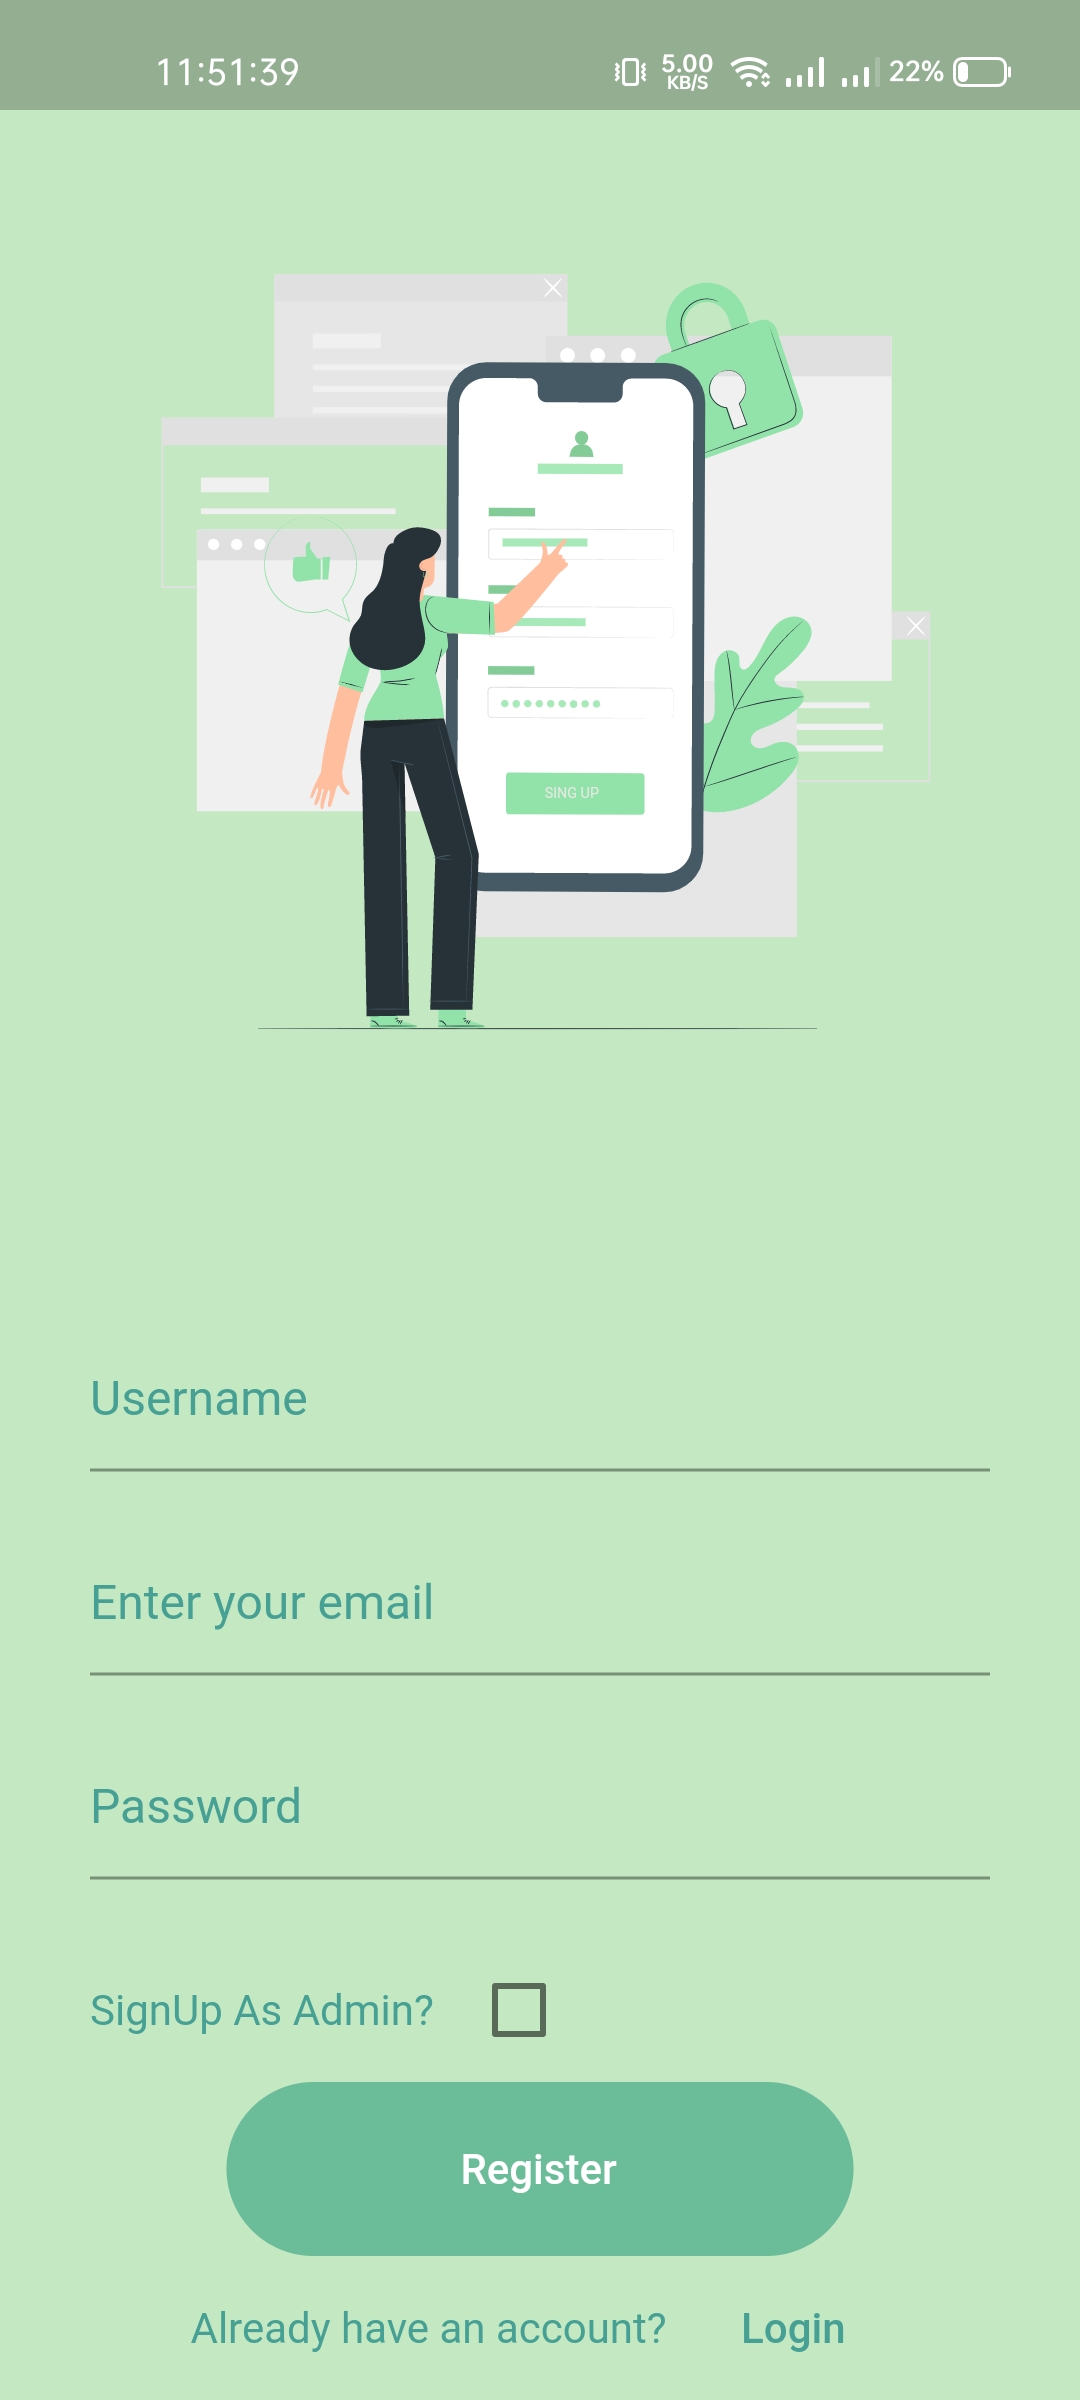 11:51:39
5.00 KB/S
22%
SING UP
Username
Enter your email
Password
SignUp As Admin?
Register
Already have an account? Login